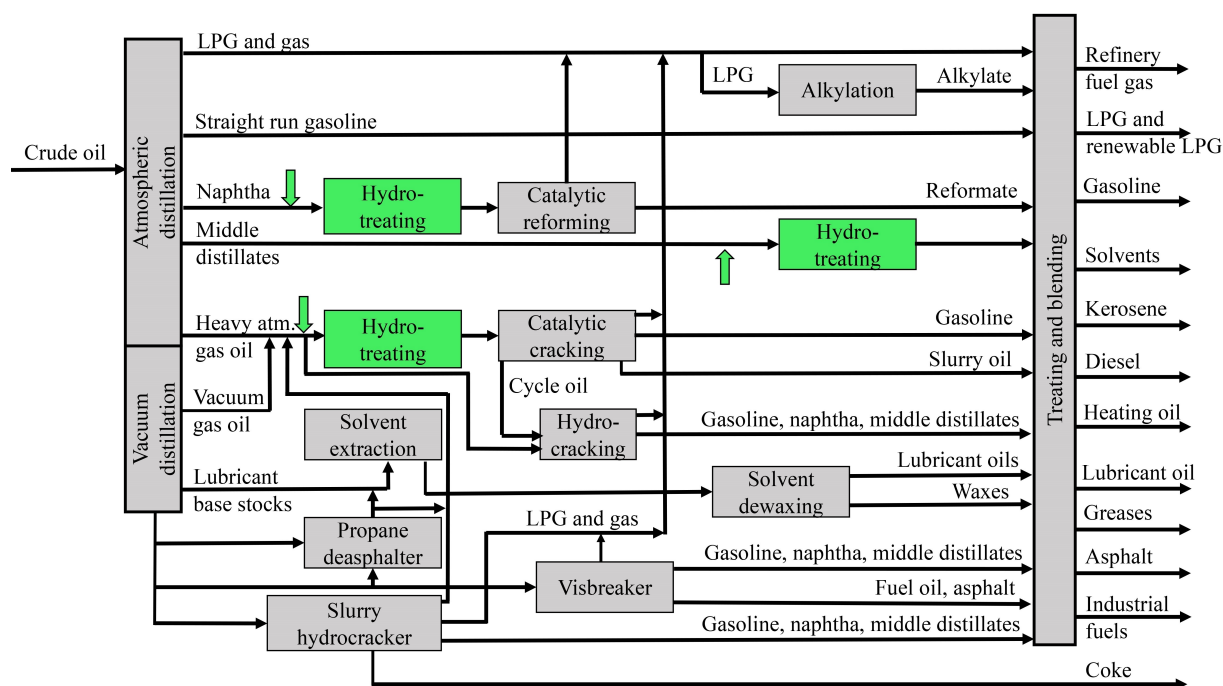 LPG and gas
LPG
Alkylation
Alkylate
Refinery
fuel gas
Straight run gasoline
LPG and
renewable LPG
Crude oil
Atmospheric
distillation
Naphtha
Hydro-
treating
Catalytic
reforming
Reformate
Gasoline
Middle
distillates
Hydro-
treating
Solvents
Heavy atm.
gas oil
Hydro-
treating
Catalytic
cracking
Gasoline
Kerosene
Slurry oil
Diesel
Cycle oil
Treating and blending
Vacuum
distillation
Vacuum
gas oil
Solvent
extraction
Hydro-
cracking
Gasoline, naphtha, middle distillates
Heating oil
Lubricant
base stocks
Solvent
dewaxing
Lubricant oils
Waxes
Lubricant oil
Greases
Propane
deasphalter
LPG and gas
Visbreaker
Gasoline, naphtha, middle distillates
Asphalt
Fuel oil, asphalt
Slurry
hydrocracker
Gasoline, naphtha, middle distillates
Industrial
fuels
Coke